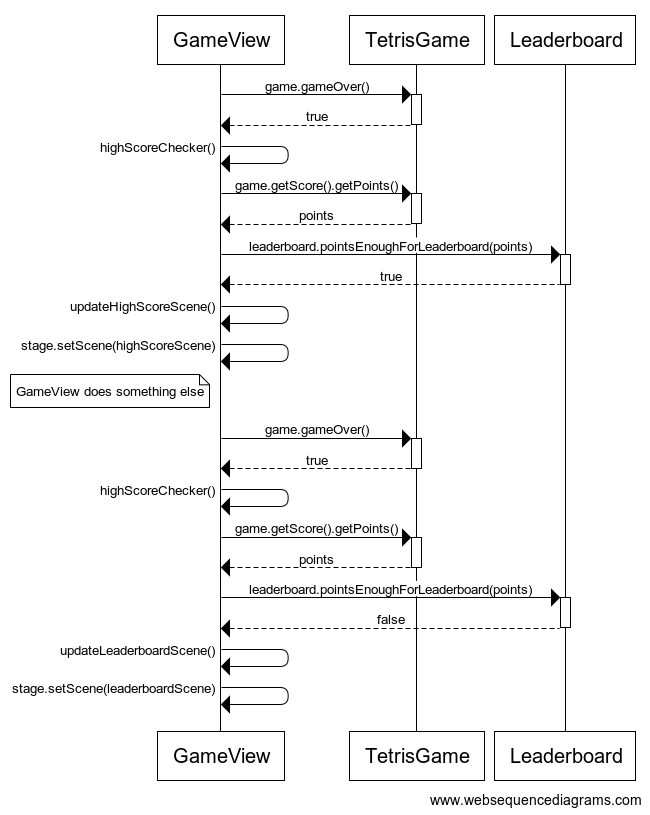 GameView
TetrisGame
Leaderboard
game.gameOver()
true
highScoreChecker()
game.getScore().getPoints()
points
leaderboard.pointsEnoughForLeaderboard(points)
true
updateHighScoreScene()
stage.setScene(highScoreScene)
GameView does something else
game.gameOver()
true
highScoreChecker()
game.getScore().getPoints()
points
leaderboard.pointsEnoughForLeaderboard(points)
false
updateLeaderboardScene()
stage.setScene(leaderboardScene)
GameView
TetrisGame
Leaderboard
www.websequencediagrams.com